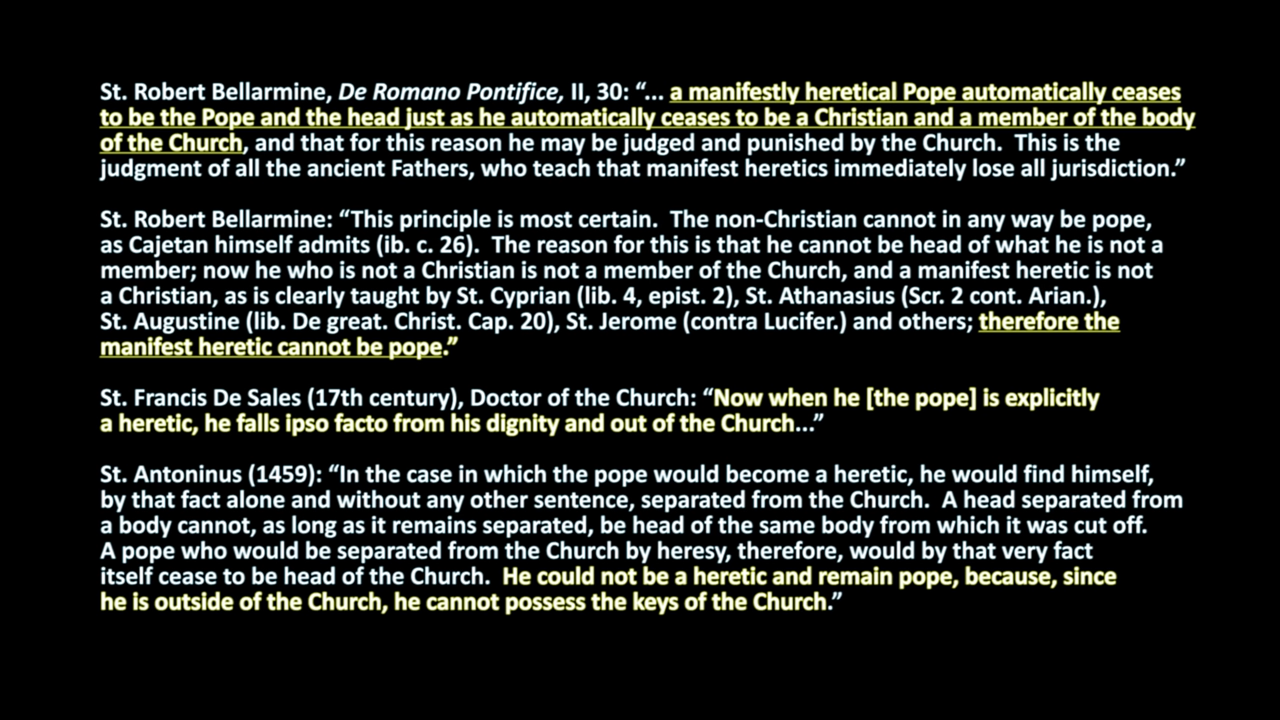 St. Robert Bellarmine, De Romano Pontifice, II, 30: “... a manifestly heretical Pope automatically ceases
to be the Pope and the head just as he automatically ceases to be a Christian and a member of the body
of the Church, and that for this reason he may be judged and punished by the Church. This is the
judgment of all the ancient Fathers, who teach that manifest heretics immediately lose all jurisdiction.”
St. Robert Bellarmine: “This principle is most certain. The non-Christian cannot in any way be pope,
as Cajetan himself admits (ib. c. 26). The reason for this is that he cannot be head of what he is not a
member; now he who is not a Christian is not a member of the Church, and a manifest heretic is not
a Christian, as is clearly taught by St. Cyprian (lib. 4, epist. 2), St. Athanasius (Scr. 2 cont. Arian.),
St. Augustine (lib. De great. Christ. Cap. 20), St. Jerome (contra Lucifer.) and others; therefore the
manifest heretic cannot be pope.”
St. Francis De Sales (17th century), Doctor of the Church: “Now when he [the pope] is explicitly
a heretic, he falls ipso facto from his dignity and out of the Church...”
St. Antoninus (1459): “In the case in which the pope would become a heretic, he would find himself,
by that fact alone and without any other sentence, separated from the Church. A head separated from
a body cannot, as long as it remains separated, be head of the same body from which it was cut off.
A pope who would be separated from the Church by heresy, therefore, would by that very fact
itself cease to be head of the Church. He could not be a heretic and remain pope, because, since
he is outside of the Church, he cannot possess the keys of the Church.”